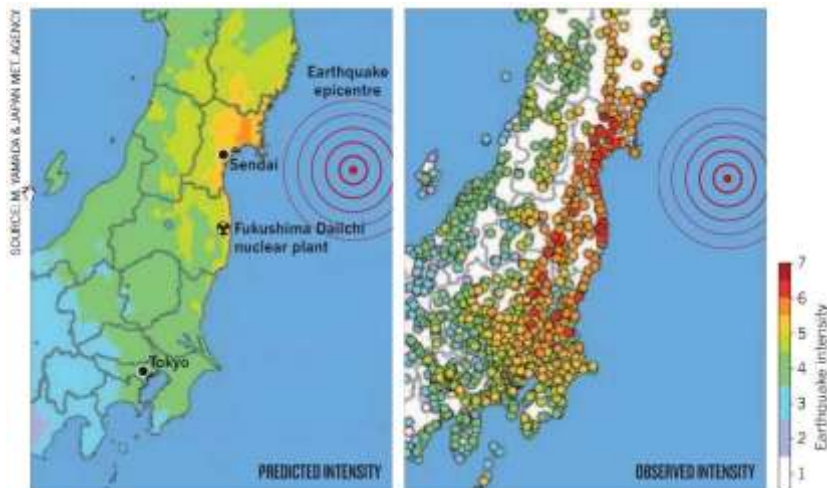 SOURCE: M. YAMADA & JAPAN MET. AGENCY
Earthquake
epicentre
Sendai
Fukushima Daiichi
nuclear plant
Tokyo
PREDICTED INTENSITY
OBSERVED INTENSITY
7
6
5
4
3
2
1
Earthquake intensity